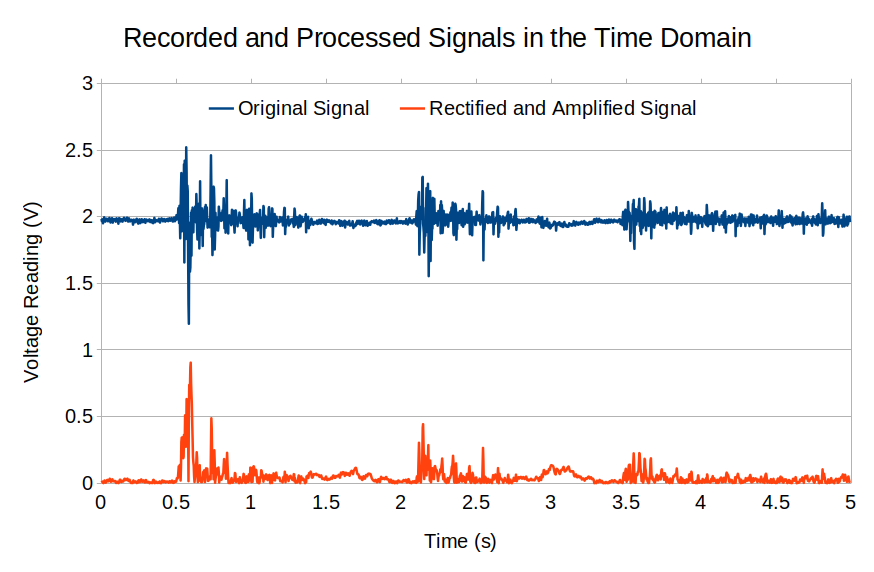 Recorded and Processed Signals in the Time Domain
3
Original Signal Rectified and Amplified Signal
2.5
2
1.5
1
0.5
0
Voltage Reading (V)
0 0.5 1 1.5 2 2.5 3 3.5 4 4.5 5
Time (s)